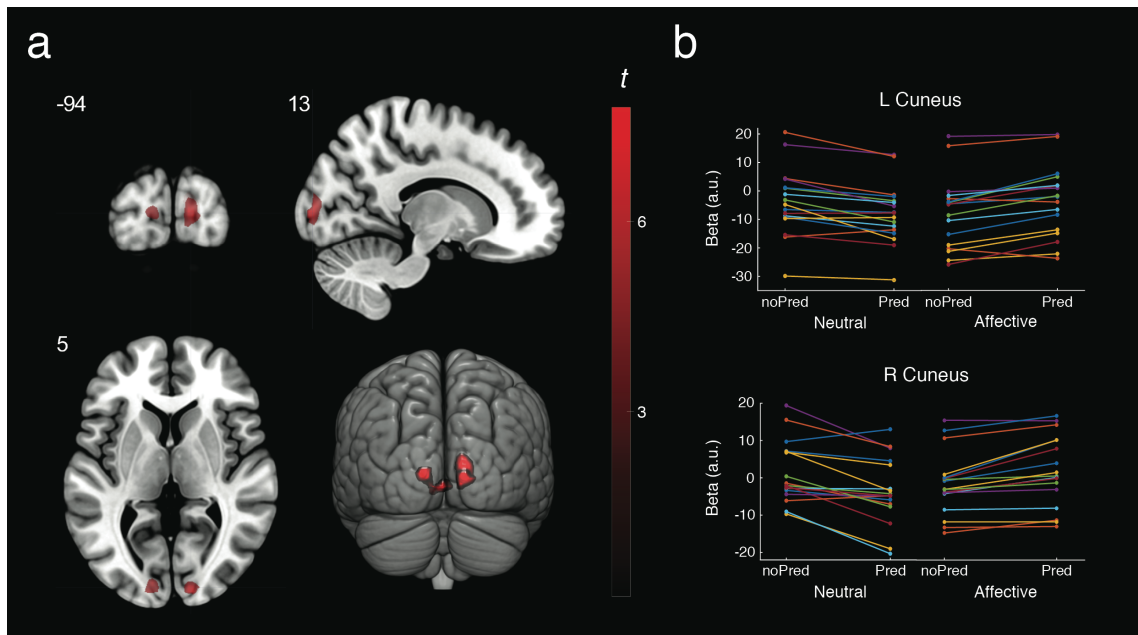 a
-94
13
5
t
6
3
b
L Cuneus
20
10
0
-10
-20
-30
Beta (a.u.)
noPred Pred noPred Pred
Neutral Affective
R Cuneus
20
10
0
-10
-20
Beta (a.u.)
noPred Pred noPred Pred
Neutral Affective